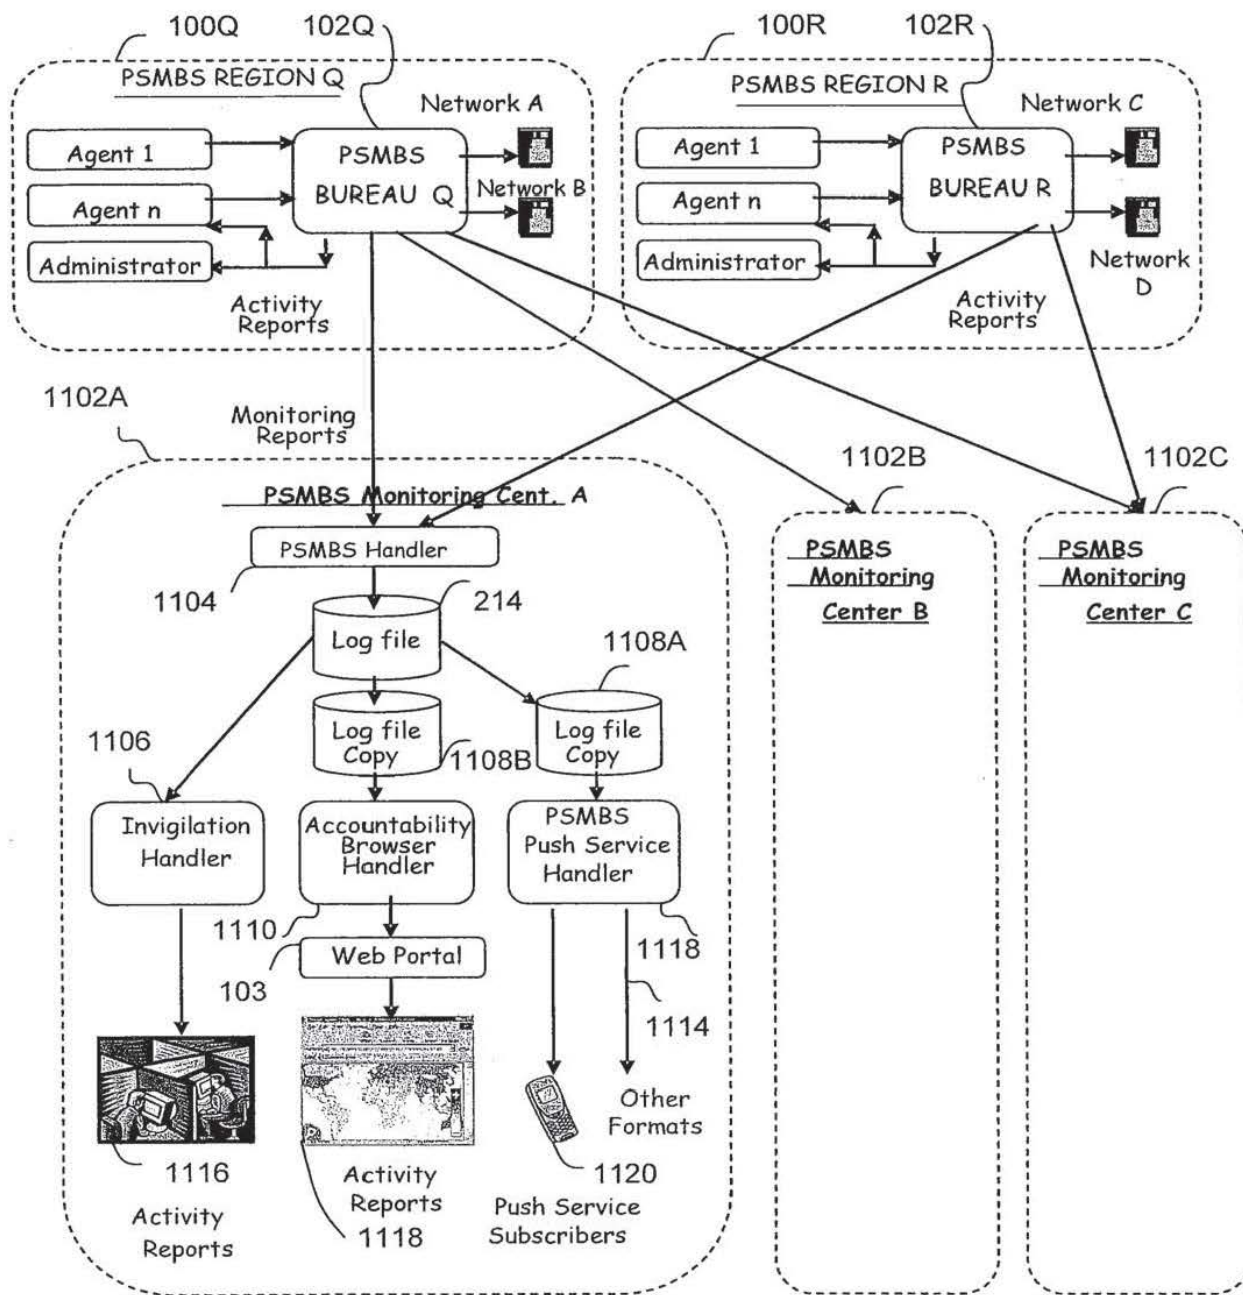 100Q
102Q
100R
102R
PSMBS REGION Q
PSMBS REGION R
Network A
Network C
Agent 1
PSMBS
BUREAU Q
Agent 1
PSMBS
BUREAU R
Agent n
Network B
Agent n
Administrator
Administrator
Network
D
Activity
Reports
Activity
Reports
1102A
Monitoring
Reports
1102B
1102C
PSMBS Monitoring Cent. A
PSMBS
Monitoring
Center B
PSMBS
Monitoring
Center C
PSMBS Handler
1104
214
Log file
1108A
Log file
Copy
Log file
Copy
1106
1108B
Invigilation
Handler
Accountability
Browser
Handler
PSMBS
Push Service
Handler
1110
1118
Web Portal
103
1114
Other
Formats
1116
1120
Activity
Reports
Activity
Reports
1118
Push Service
Subscribers